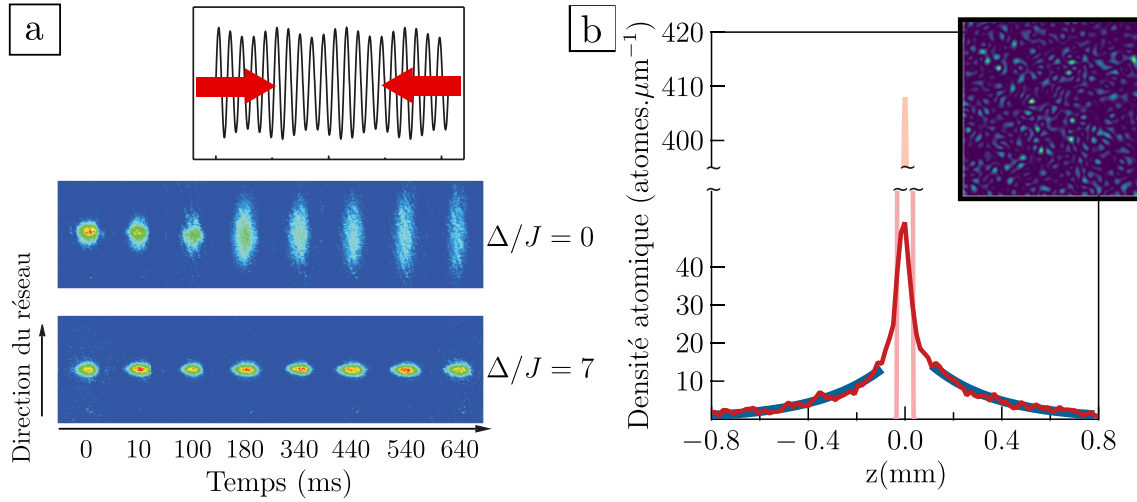 a
Δ/J = 0
Δ/J = 7
Direction du réseau
0 10 100 180 340 440 540 640
Temps (ms)
b
Densité atomique (atomes.μm⁻¹)
420
400
40
30
20
10
−0.8 −0.4 0.0 0.4 0.8
z(mm)